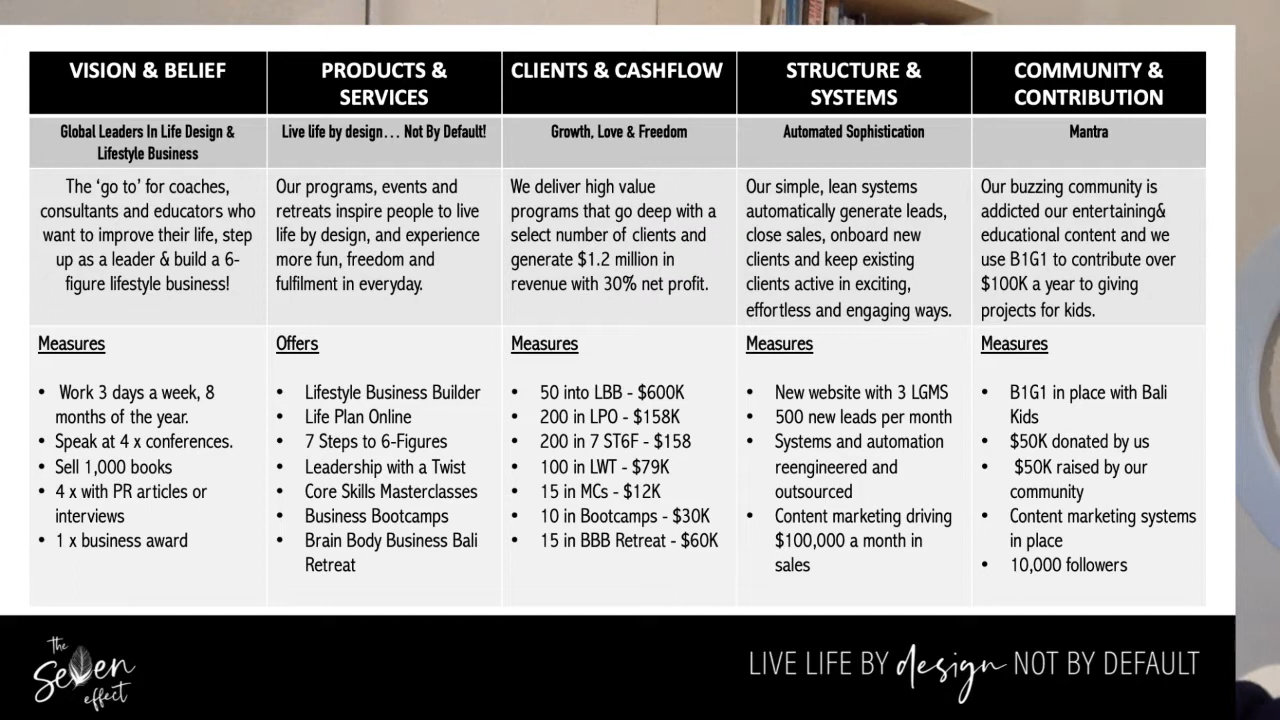 VISION & BELIEF
Global Leaders In Life Design &
Lifestyle Business
The ‘go to’ for coaches,
consultants and educators who
want to improve their life, step
up as a leader & build a 6-
figure lifestyle business!
Measures
• Work 3 days a week, 8
months of the year.
• Speak at 4 x conferences.
• Sell 1,000 books
• 4 x with PR articles or
interviews
• 1 x business award
PRODUCTS &
SERVICES
Live life by design… Not By Default!
Our programs, events and
retreats inspire people to live
life by design, and experience
more fun, freedom and
fulfilment in everyday.
Offers
• Lifestyle Business Builder
• Life Plan Online
• 7 Steps to 6-Figures
• Leadership with a Twist
• Core Skills Masterclasses
• Business Bootcamps
• Brain Body Business Bali
Retreat
CLIENTS & CASHFLOW
Growth, Love & Freedom
We deliver high value
programs that go deep with a
select number of clients and
generate $1.2 million in
revenue with 30% net profit.
Measures
• 50 into LBB - $600K
• 200 in LPO - $158K
• 200 in 7 ST6F - $158
• 100 in LWT - $79K
• 15 in MCs - $12K
• 10 in Bootcamps - $30K
• 15 in BBB Retreat - $60K
STRUCTURE &
SYSTEMS
Automated Sophistication
Our simple, lean systems
automatically generate leads,
close sales, onboard new
clients and keep existing
clients active in exciting,
effortless and engaging ways.
Measures
• New website with 3 LGMS
• 500 new leads per month
• Systems and automation
reengineered and
outsourced
• Content marketing driving
$100,000 a month in
sales
COMMUNITY &
CONTRIBUTION
Mantra
Our buzzing community is
addicted our entertaining&
educational content and we
use B1G1 to contribute over
$100K a year to giving
projects for kids.
Measures
• B1G1 in place with Bali
Kids
• $50K donated by us
• $50K raised by our
community
• Content marketing systems
in place
• 10,000 followers
the
Seven
effect
LIVE LIFE BY design NOT BY DEFAULT